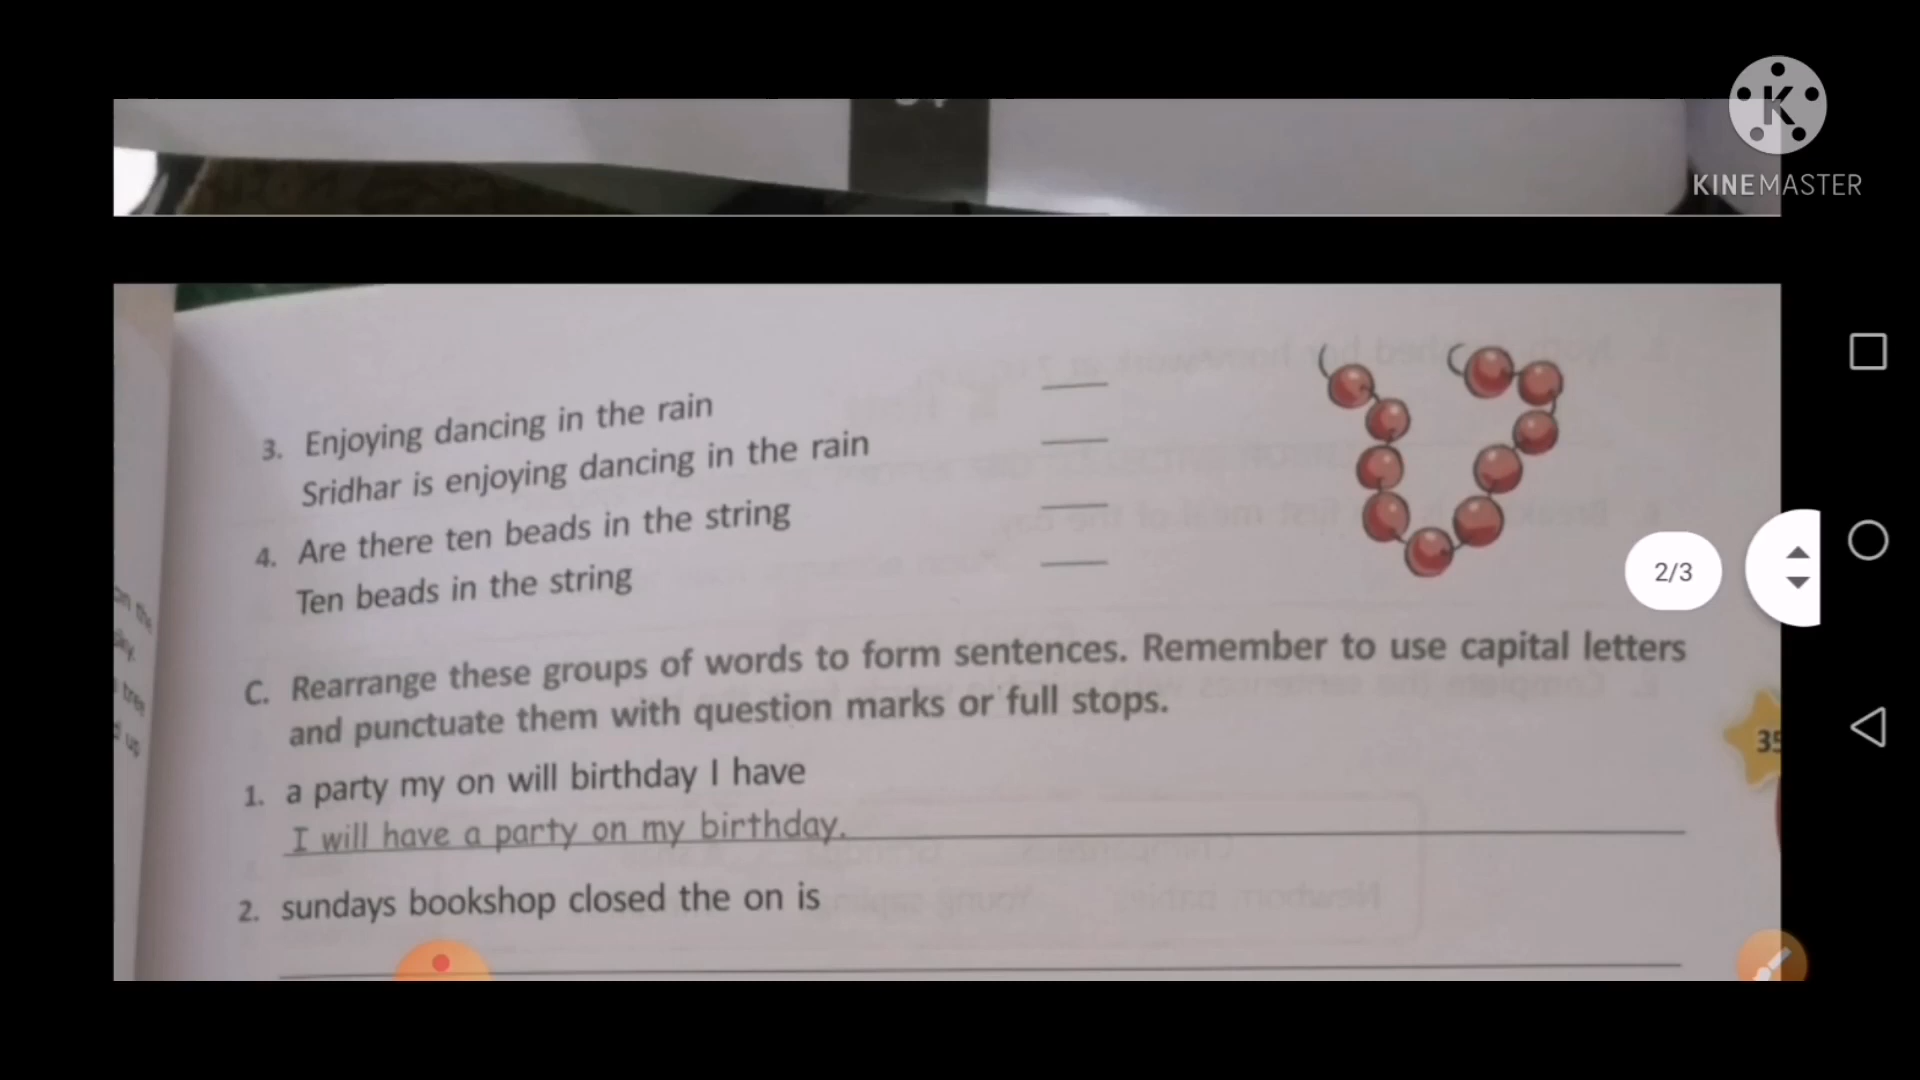 K
KINEMASTER
3. Enjoying dancing in the rain
Sridhar is enjoying dancing in the rain
4. Are there ten beads in the string
Ten beads in the string
2/3
C. Rearrange these groups of words to form sentences. Remember to use capital letters
and punctuate them with question marks or full stops.
35
1. a party my on will birthday I have
I will have a party on my birthday.
2. sundays bookshop closed the on is